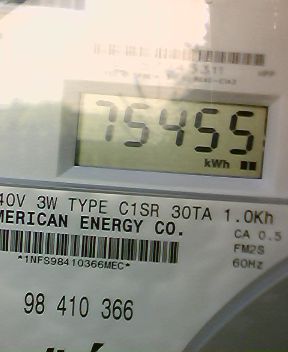 75455
kWh
40V 3W TYPE C1SR 30TA 1.0Kh
MERICAN ENERGY CO.
CA 0.5
FM2S
60Hz
*1NFS98410366MEC*
98 410 366